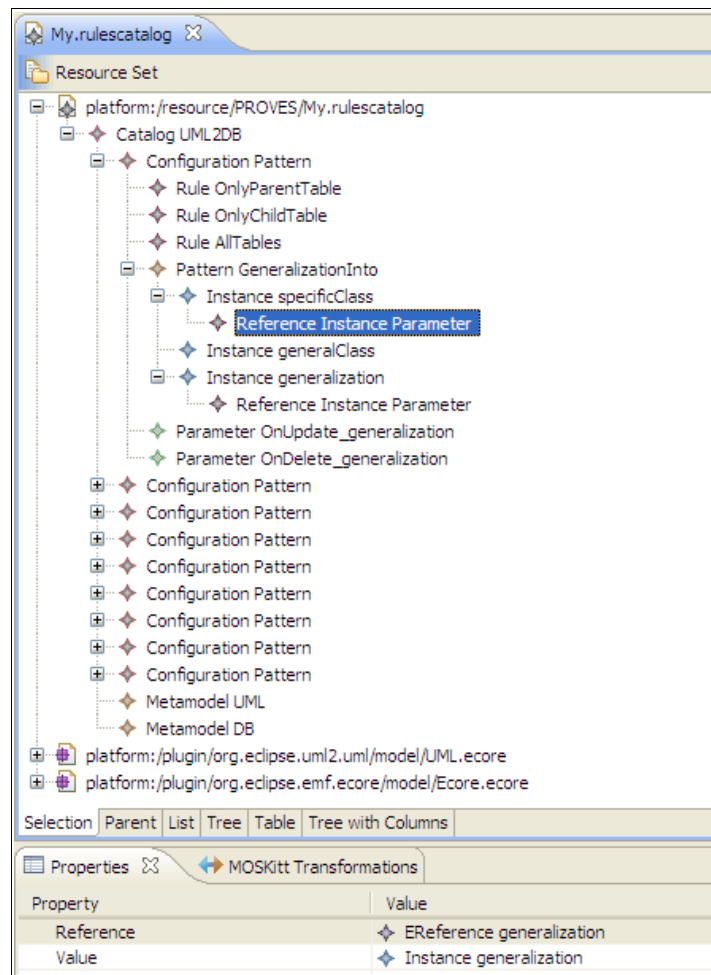 My.rulescatalog
Resource Set
platform:/resource/PROVES/My.rulescatalog
Catalog UML2DB
Configuration Pattern
Rule OnlyParentTable
Rule OnlyChildTable
Rule AllTables
Pattern GeneralizationInto
Instance specificClass
Reference Instance Parameter
Instance generalClass
Instance generalization
Reference Instance Parameter
Parameter OnUpdate_generalization
Parameter OnDelete_generalization
Configuration Pattern
Configuration Pattern
Configuration Pattern
Configuration Pattern
Configuration Pattern
Configuration Pattern
Configuration Pattern
Configuration Pattern
Metamodel UML
Metamodel DB
platform:/plugin/org.eclipse.uml2.uml/model/UML.ecore
platform:/plugin/org.eclipse.emf.ecore/model/Ecore.ecore
Selection Parent List Tree Table Tree with Columns
Properties MOSKitt Transformations
Property Value
Reference EReference generalization
Value Instance generalization